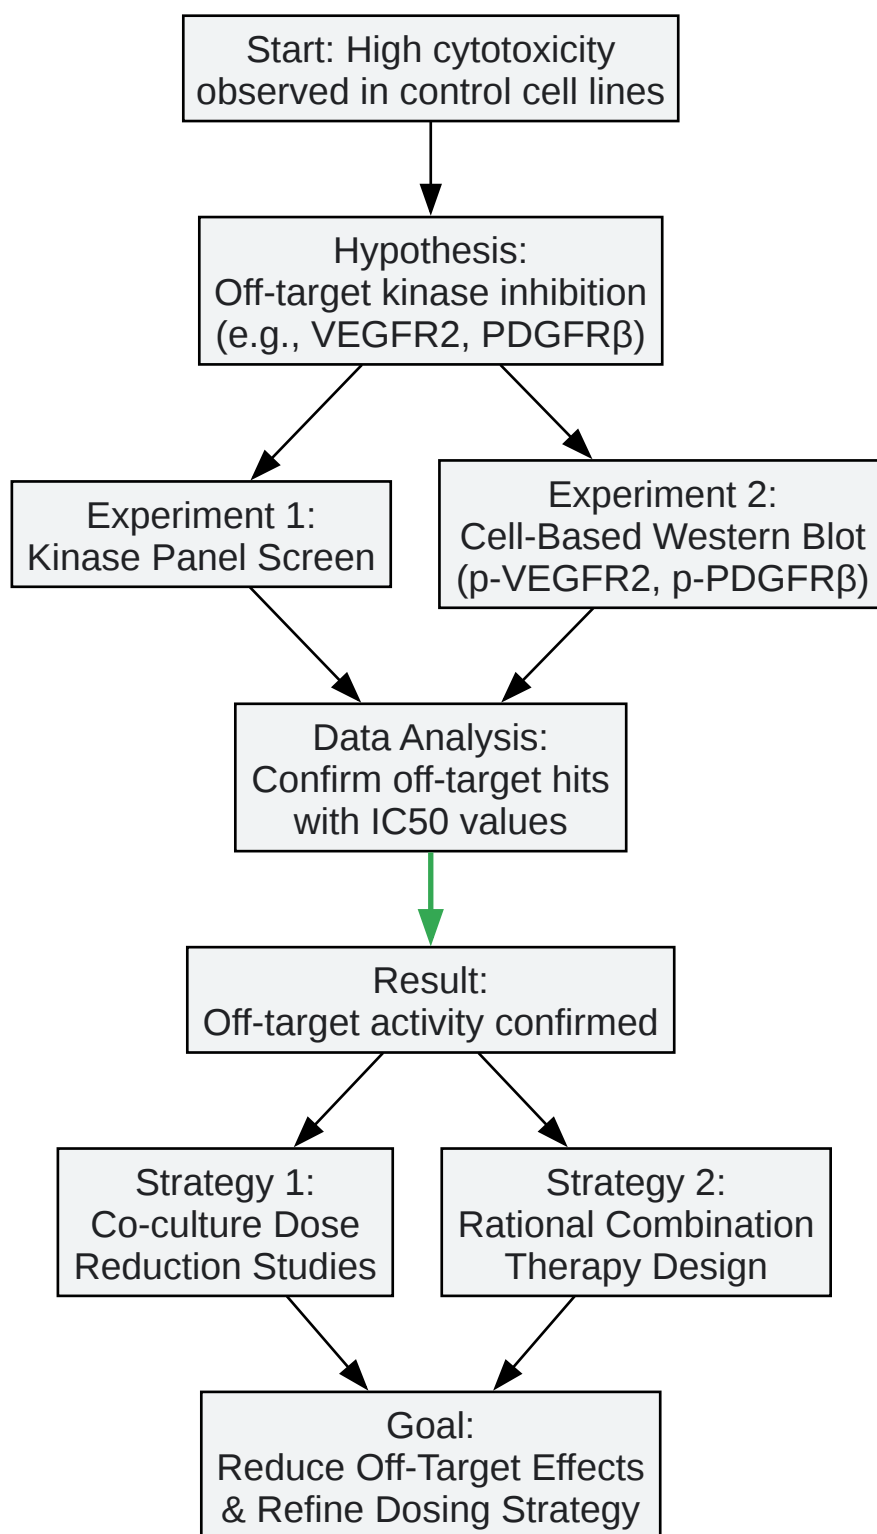 Start: High cytotoxicity
observed in control cell lines
Hypothesis:
Off-target kinase inhibition
(e.g., VEGFR2, PDGFRβ)
Experiment 1:
Kinase Panel Screen
Experiment 2:
Cell-Based Western Blot
(p-VEGFR2, p-PDGFRβ)
Data Analysis:
Confirm off-target hits
with IC50 values
Result:
Off-target activity confirmed
Strategy 1:
Co-culture Dose
Reduction Studies
Strategy 2:
Rational Combination
Therapy Design
Goal:
Reduce Off-Target Effects
& Refine Dosing Strategy